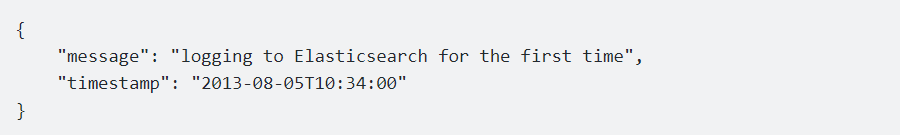 {
    "message": "logging to Elasticsearch for the first time",
    "timestamp": "2013-08-05T10:34:00"
}